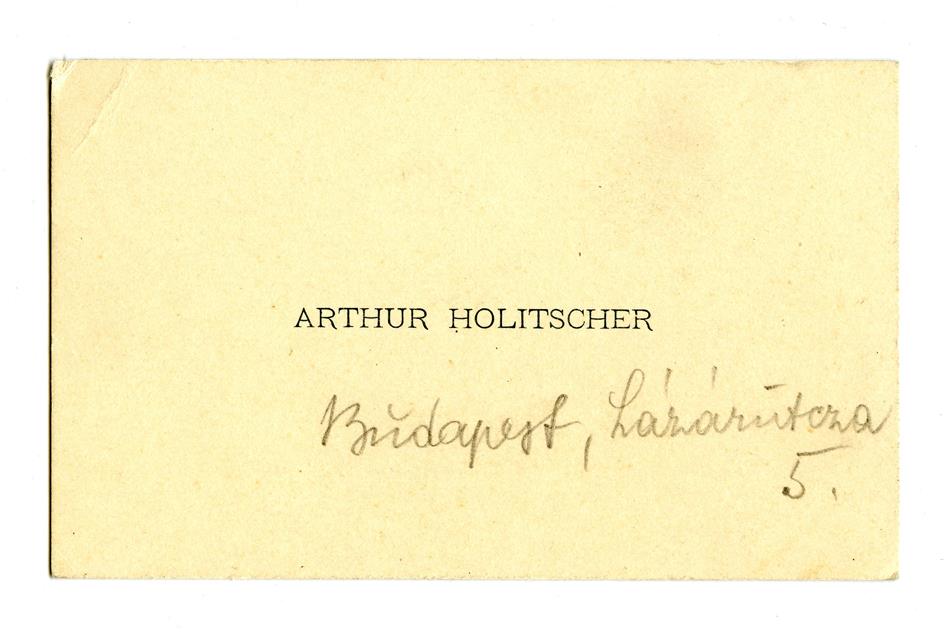 ARTHUR HOLITSCHER
Budapest, Lázárutcza
5.